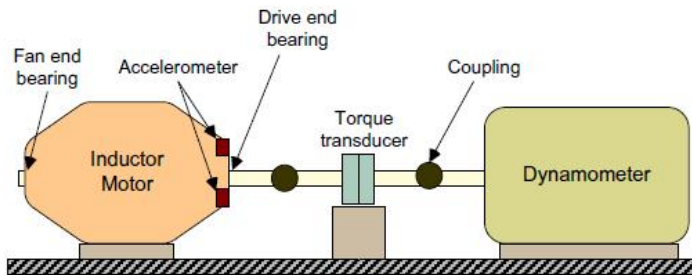 Drive end
bearing
Fan end
bearing
Accelerometer
Coupling
Torque
transducer
Inductor
Motor
Dynamometer